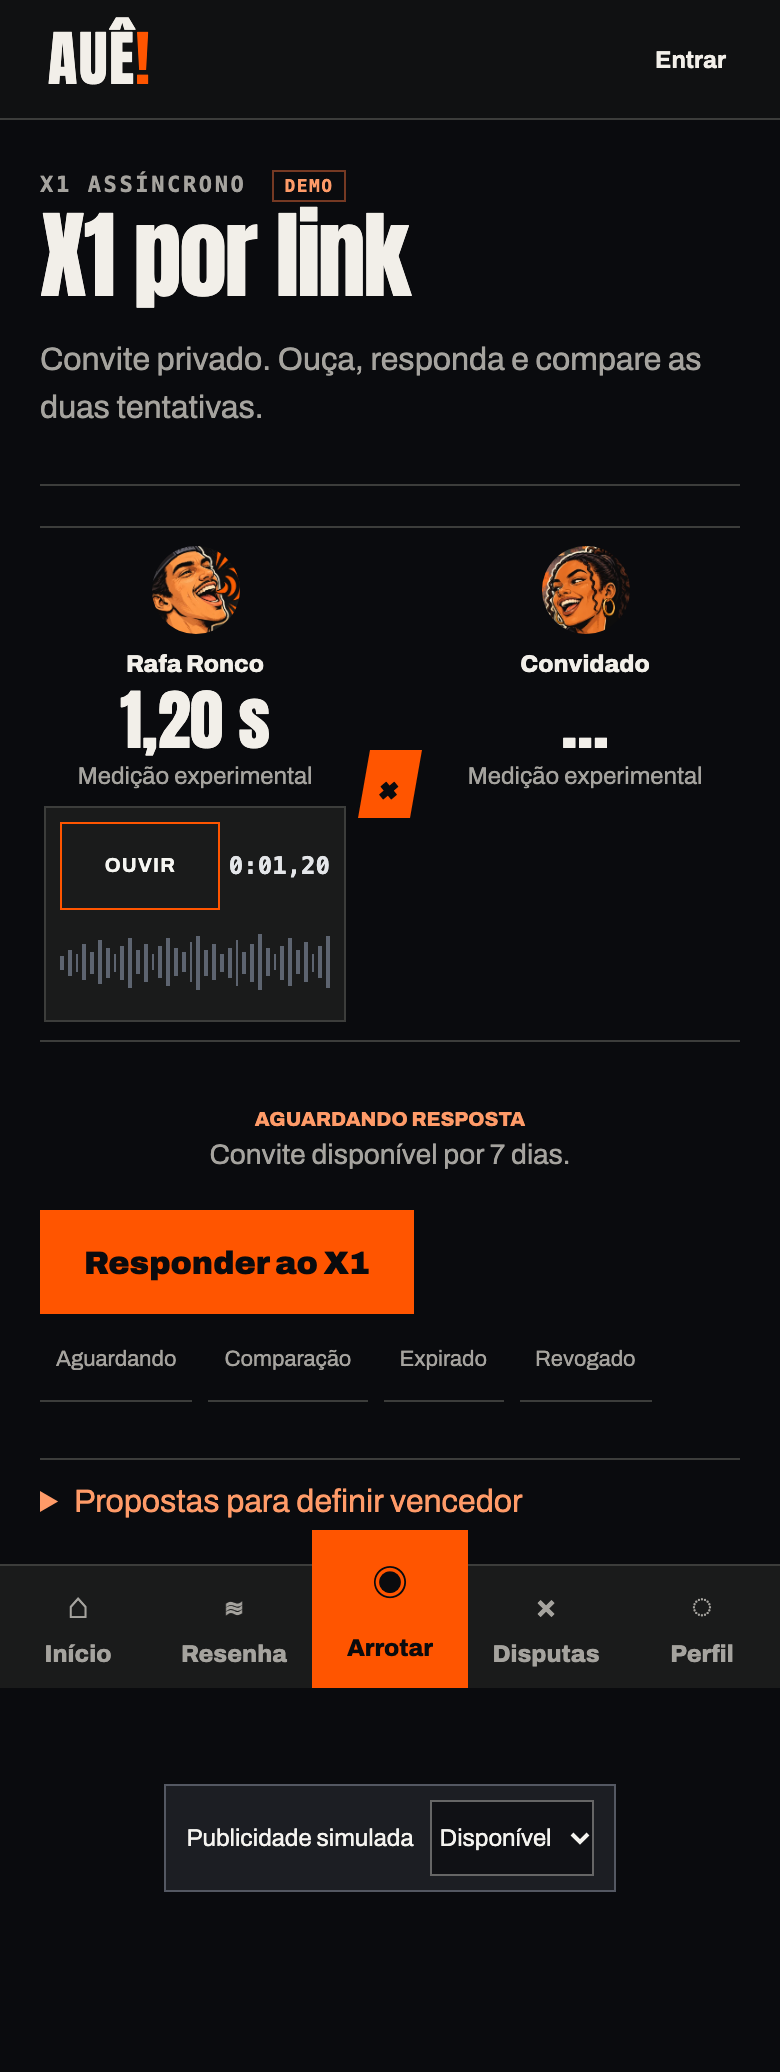 AUÊ!
Entrar
X1 ASSÍNCRONO DEMO
X1 por link
Convite privado. Ouça, responda e compare as
duas tentativas.
Rafa Ronco
1,20 s
Medição experimental
Convidado
...
Medição experimental
×
OUVIR 0:01,20
AGUARDANDO RESPOSTA
Convite disponível por 7 dias.
Responder ao X1
Aguardando Comparação Expirado Revogado
▶ Propostas para definir vencedor
Início Resenha Arrotar Disputas Perfil
Publicidade simulada Disponível